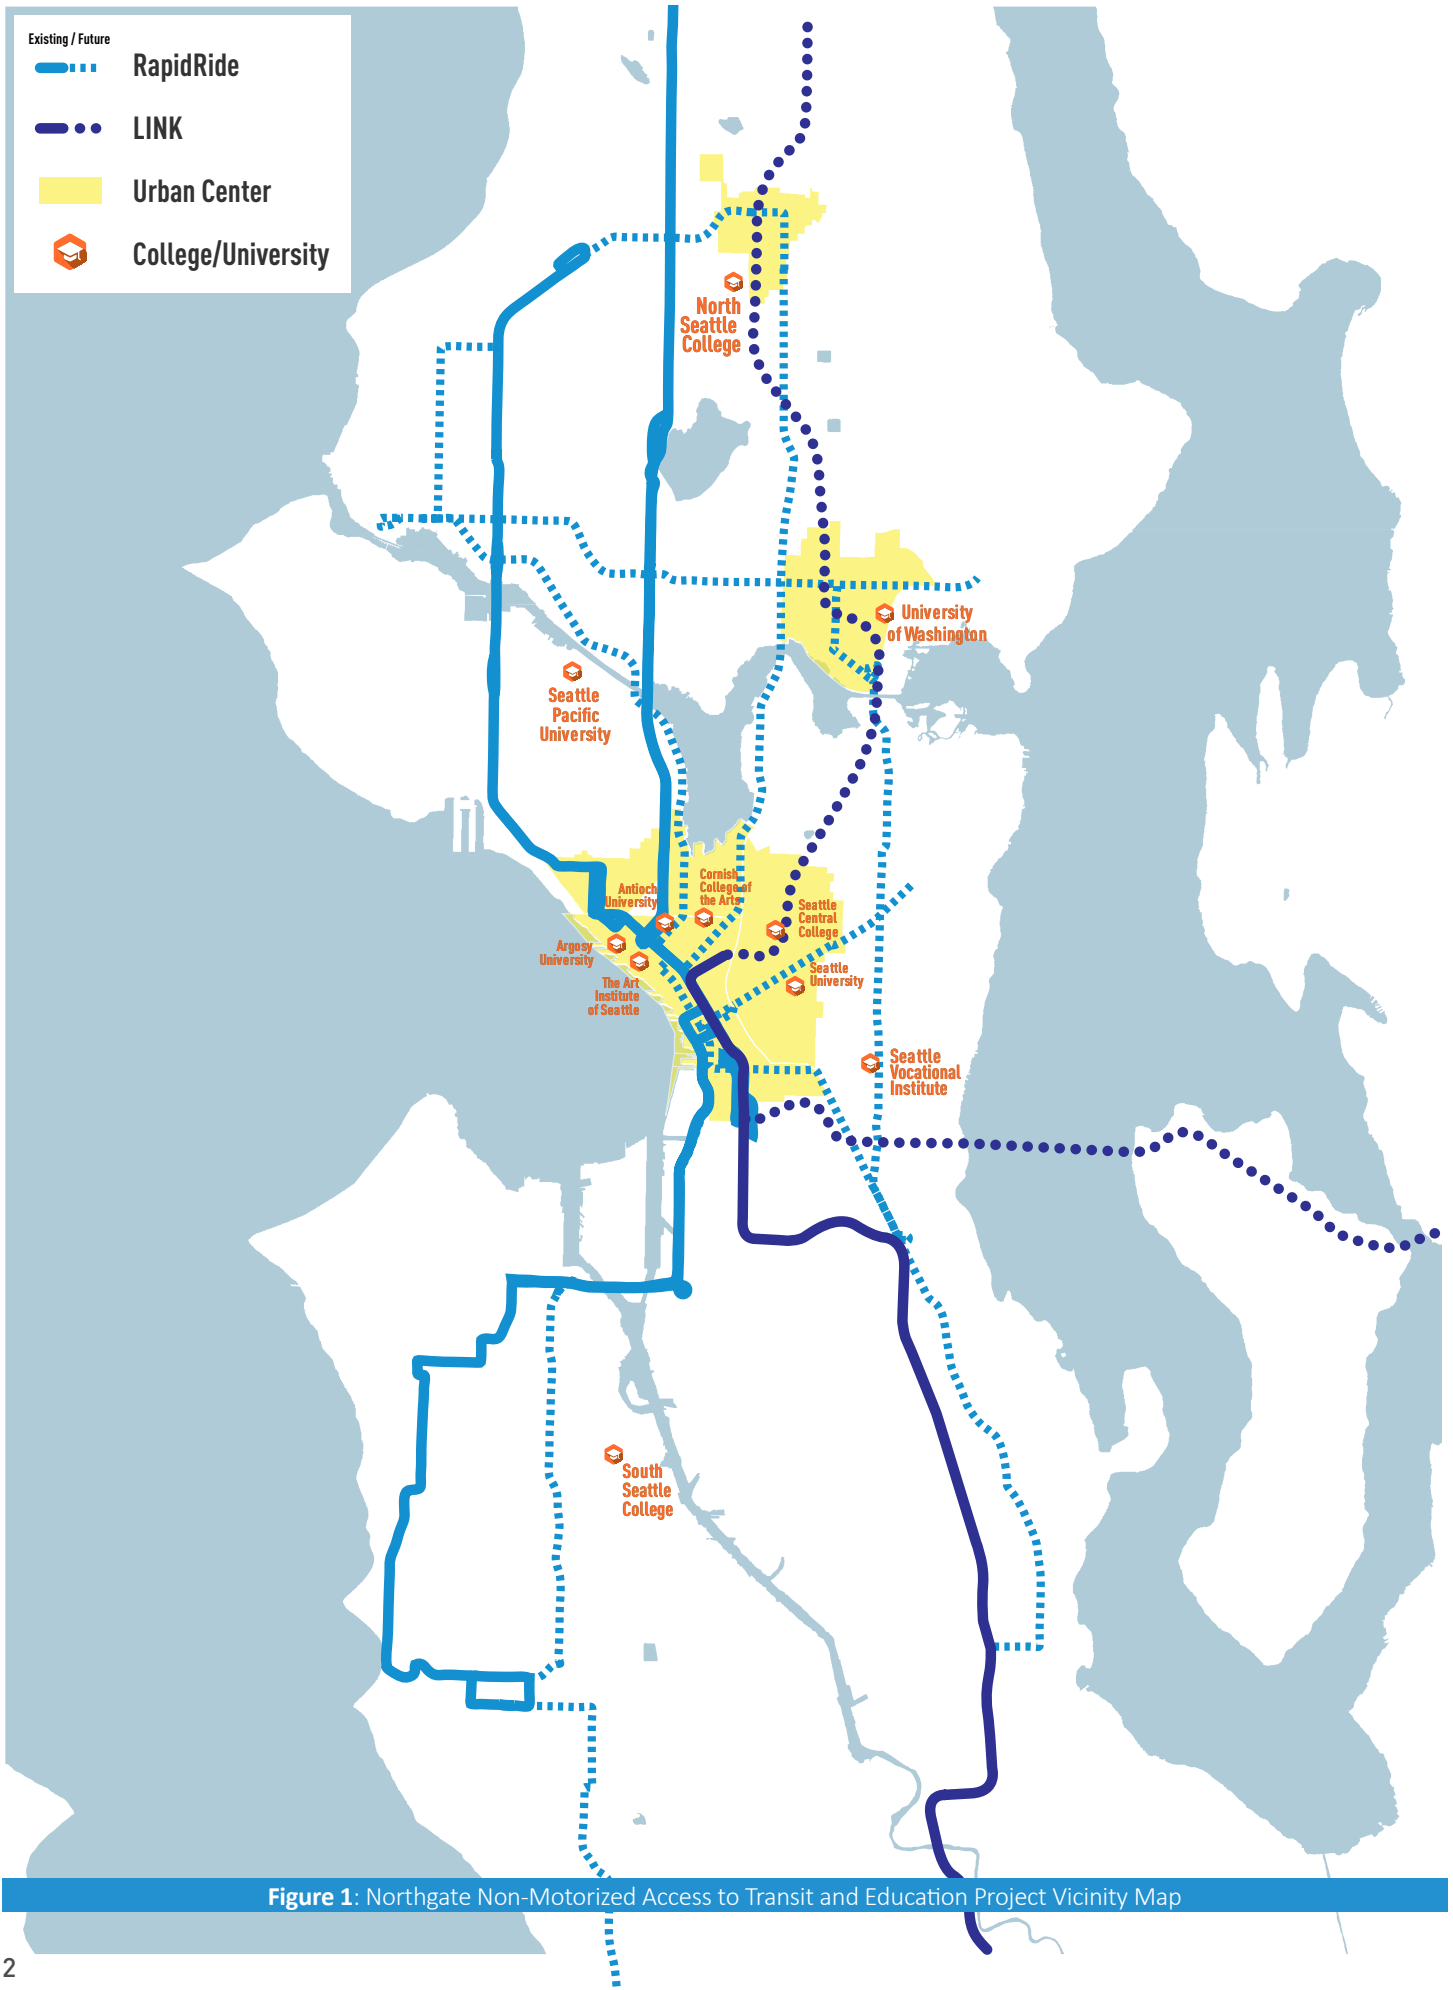 Existing / Future
RapidRide
LINK
Urban Center
College/University
North
Seattle
College
University
of Washington
Seattle
Pacific
University
Cornish
College of
the Arts
Antioch
University
Seattle
Central
College
Argosy
University
Seattle
University
The Art
Institute
of Seattle
Seattle
Vocational
Institute
South
Seattle
College
Figure 1: Northgate Non-Motorized Access to Transit and Education Project Vicinity Map
2